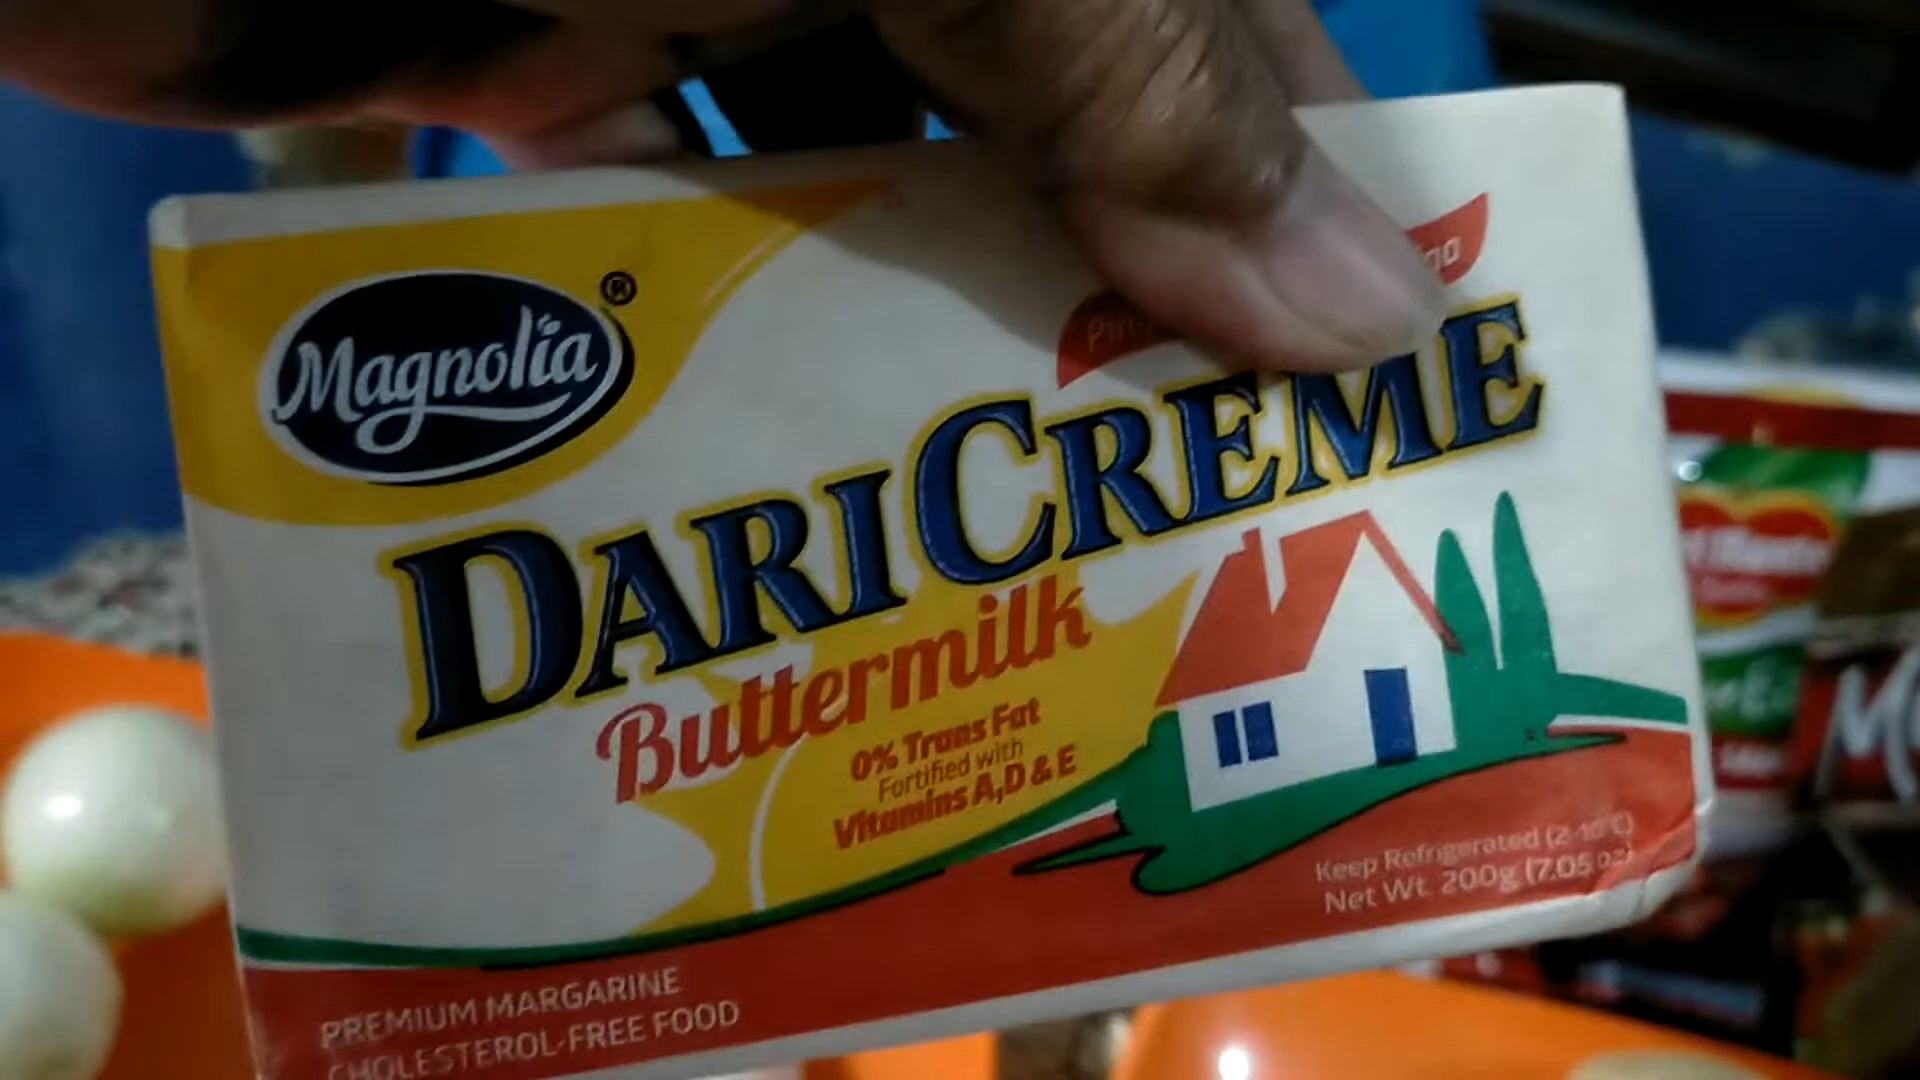 Magnolia
®
DARI CREME
Buttermilk
0% Trans Fat
Fortified with
Vitamins A, D & E
Keep Refrigerated (2-10°C)
Net Wt. 200g (7.05 oz)
PREMIUM MARGARINE
CHOLESTEROL-FREE FOOD